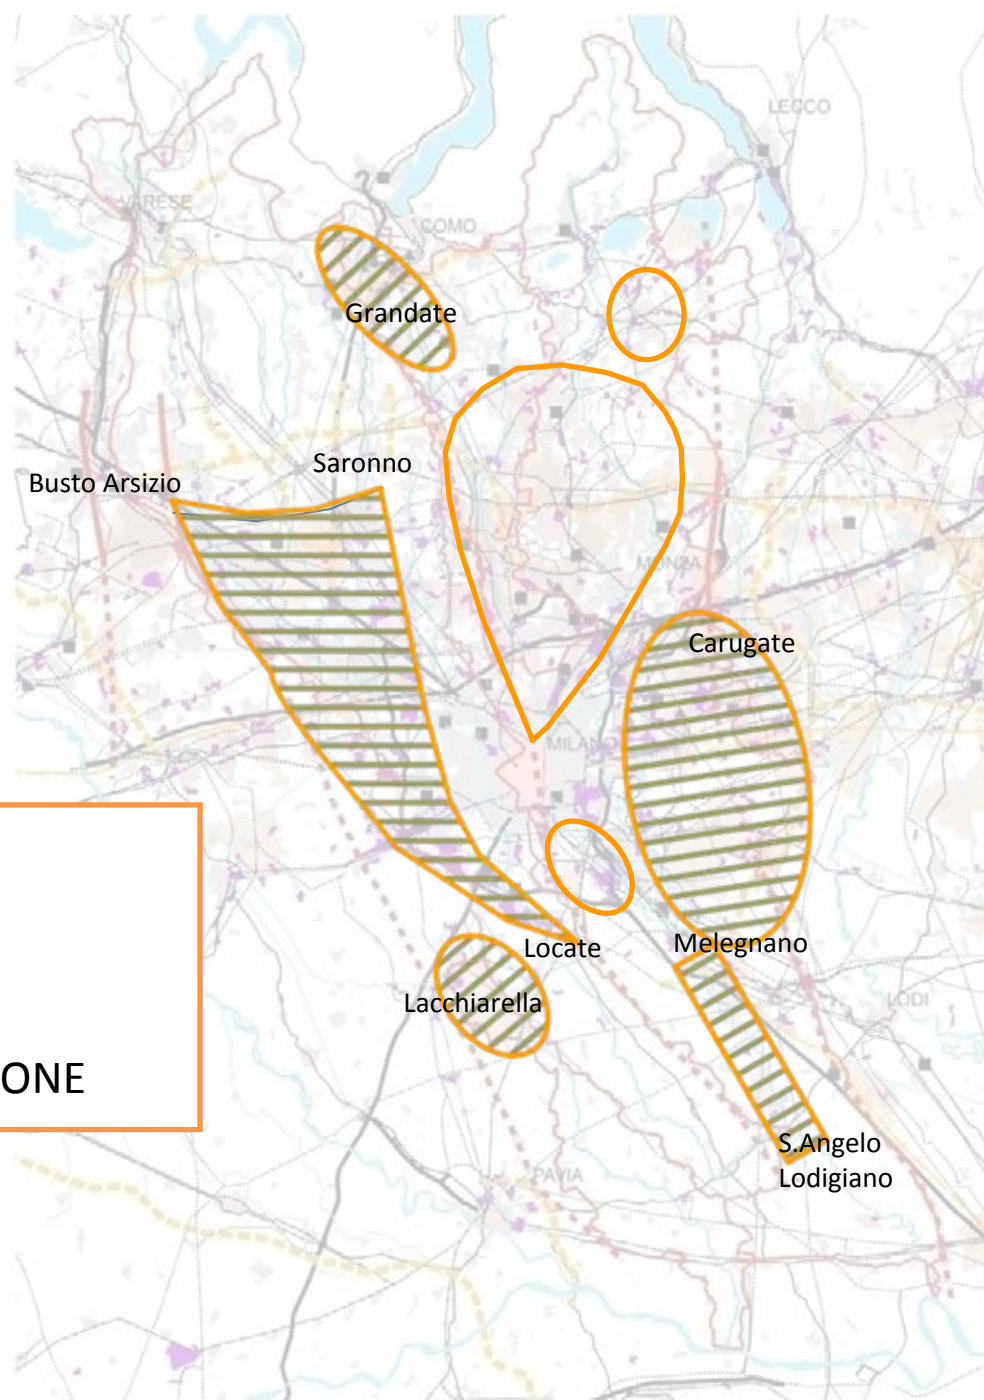 LECCO
VARESE
COMO
Grandate
Saronno
Busto Arsizio
MONZA
Carugate
MILANO
Melegnano
Locate
LODI
Lacchiarella
ONE
S.Angelo
Lodigiano
PAVIA